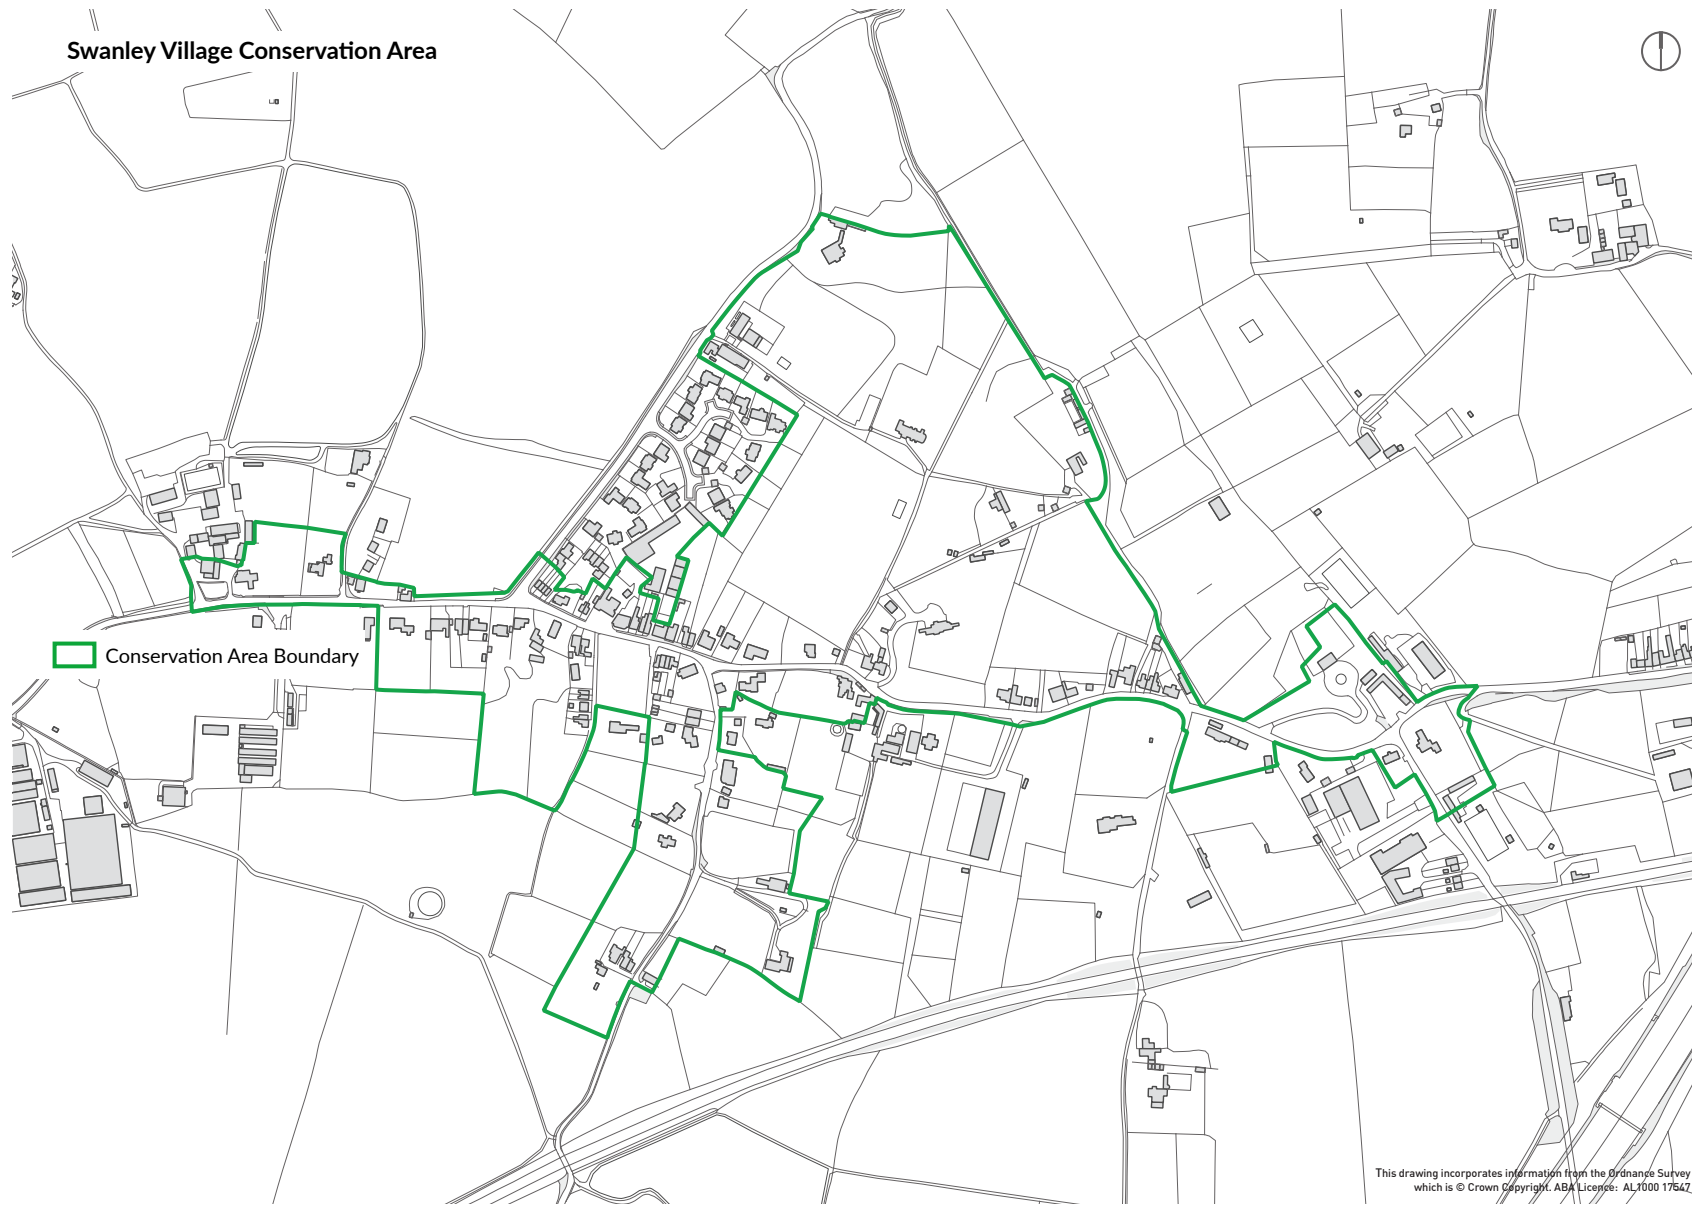 Swanley Village Conservation Area
Conservation Area Boundary
This drawing incorporates information from the Ordnance Survey
which is © Crown Copyright. ABA Licence: AL1000 17547